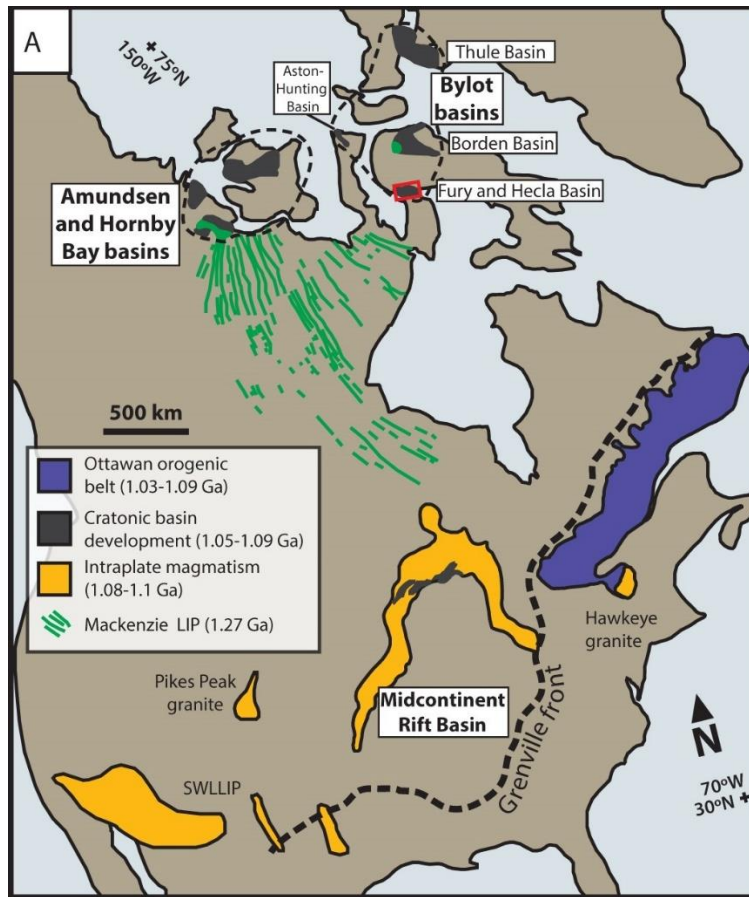 A
+ 75°N
150°W
Thule Basin
Aston-
Hunting
Basin
Bylot
basins
Borden Basin
Fury and Hecla Basin
Amundsen
and Hornby
Bay basins
500 km
Ottawan orogenic
belt (1.03-1.09 Ga)
Cratonic basin
development (1.05-1.09 Ga)
Intraplate magmatism
(1.08-1.1 Ga)
Mackenzie LIP (1.27 Ga)
Hawkeye
granite
Pikes Peak
granite
Midcontinent
Rift Basin
Grenville front
SWLLIP
N
70°W
30°N +